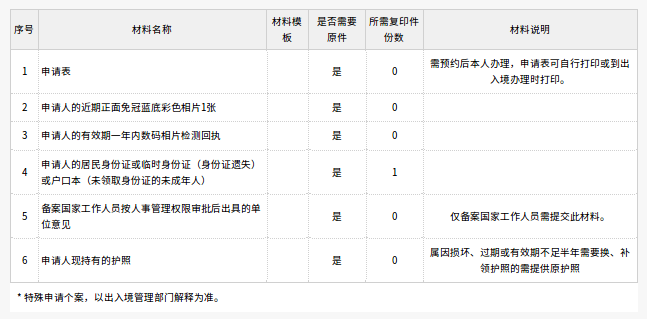 序号 材料名称 材料模板 是否需要原件 所需复印件份数 材料说明
1 申请表 是 0 需预约后本人办理，申请表可自行打印或到出入境办理时打印。
2 申请人的近期正面免冠蓝底彩色相片1张 是 0
3 申请人的有效期一年内数码相片检测回执 是 0
4 申请人的居民身份证或临时身份证（身份证遗失）或户口本（未领取身份证的未成年人） 是 1
5 备案国家工作人员按人事管理权限审批后出具的单位意见 是 0 仅备案国家工作人员需提交此材料。
6 申请人现持有的护照 是 0 属因损坏、过期或有效期不足半年需要换、补领护照的需提供原护照
* 特殊申请个案，以出入境管理部门解释为准。